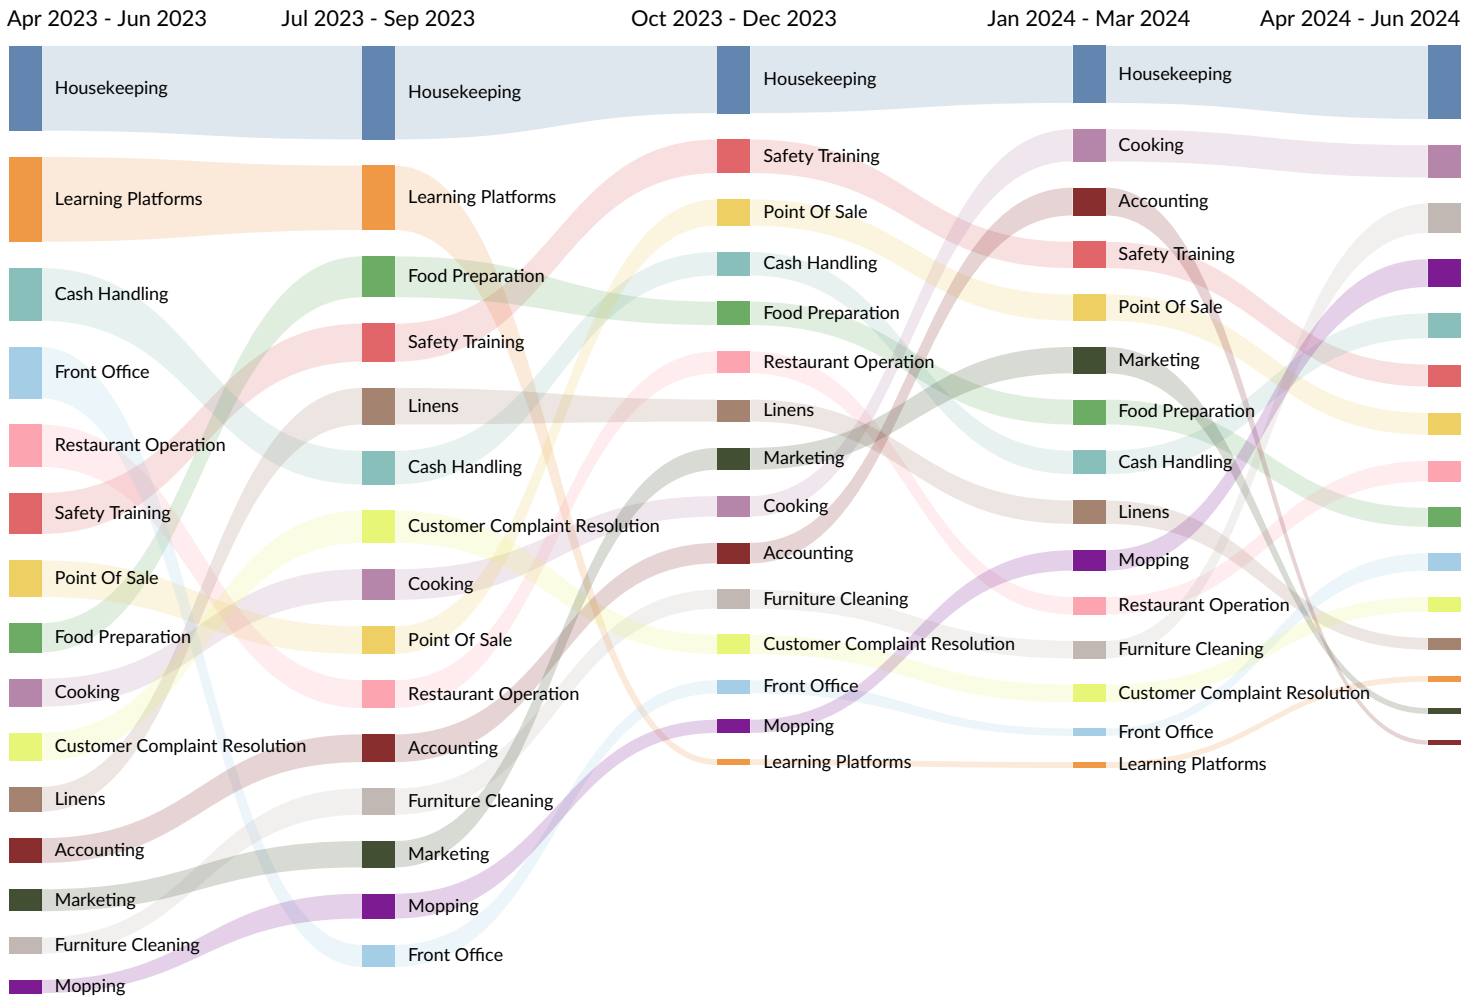 Apr 2023 - Jun 2023
Jul 2023 - Sep 2023
Oct 2023 - Dec 2023
Jan 2024 - Mar 2024
Apr 2024 - Jun 2024
Housekeeping
Learning Platforms
Cash Handling
Front Office
Restaurant Operation
Safety Training
Point Of Sale
Food Preparation
Cooking
Customer Complaint Resolution
Linens
Accounting
Marketing
Furniture Cleaning
Mopping
Housekeeping
Learning Platforms
Food Preparation
Safety Training
Linens
Cash Handling
Customer Complaint Resolution
Cooking
Point Of Sale
Restaurant Operation
Accounting
Furniture Cleaning
Marketing
Mopping
Front Office
Housekeeping
Safety Training
Point Of Sale
Cash Handling
Food Preparation
Restaurant Operation
Linens
Marketing
Cooking
Accounting
Furniture Cleaning
Customer Complaint Resolution
Front Office
Mopping
Learning Platforms
Housekeeping
Cooking
Accounting
Safety Training
Point Of Sale
Marketing
Food Preparation
Cash Handling
Linens
Mopping
Restaurant Operation
Furniture Cleaning
Customer Complaint Resolution
Front Office
Learning Platforms